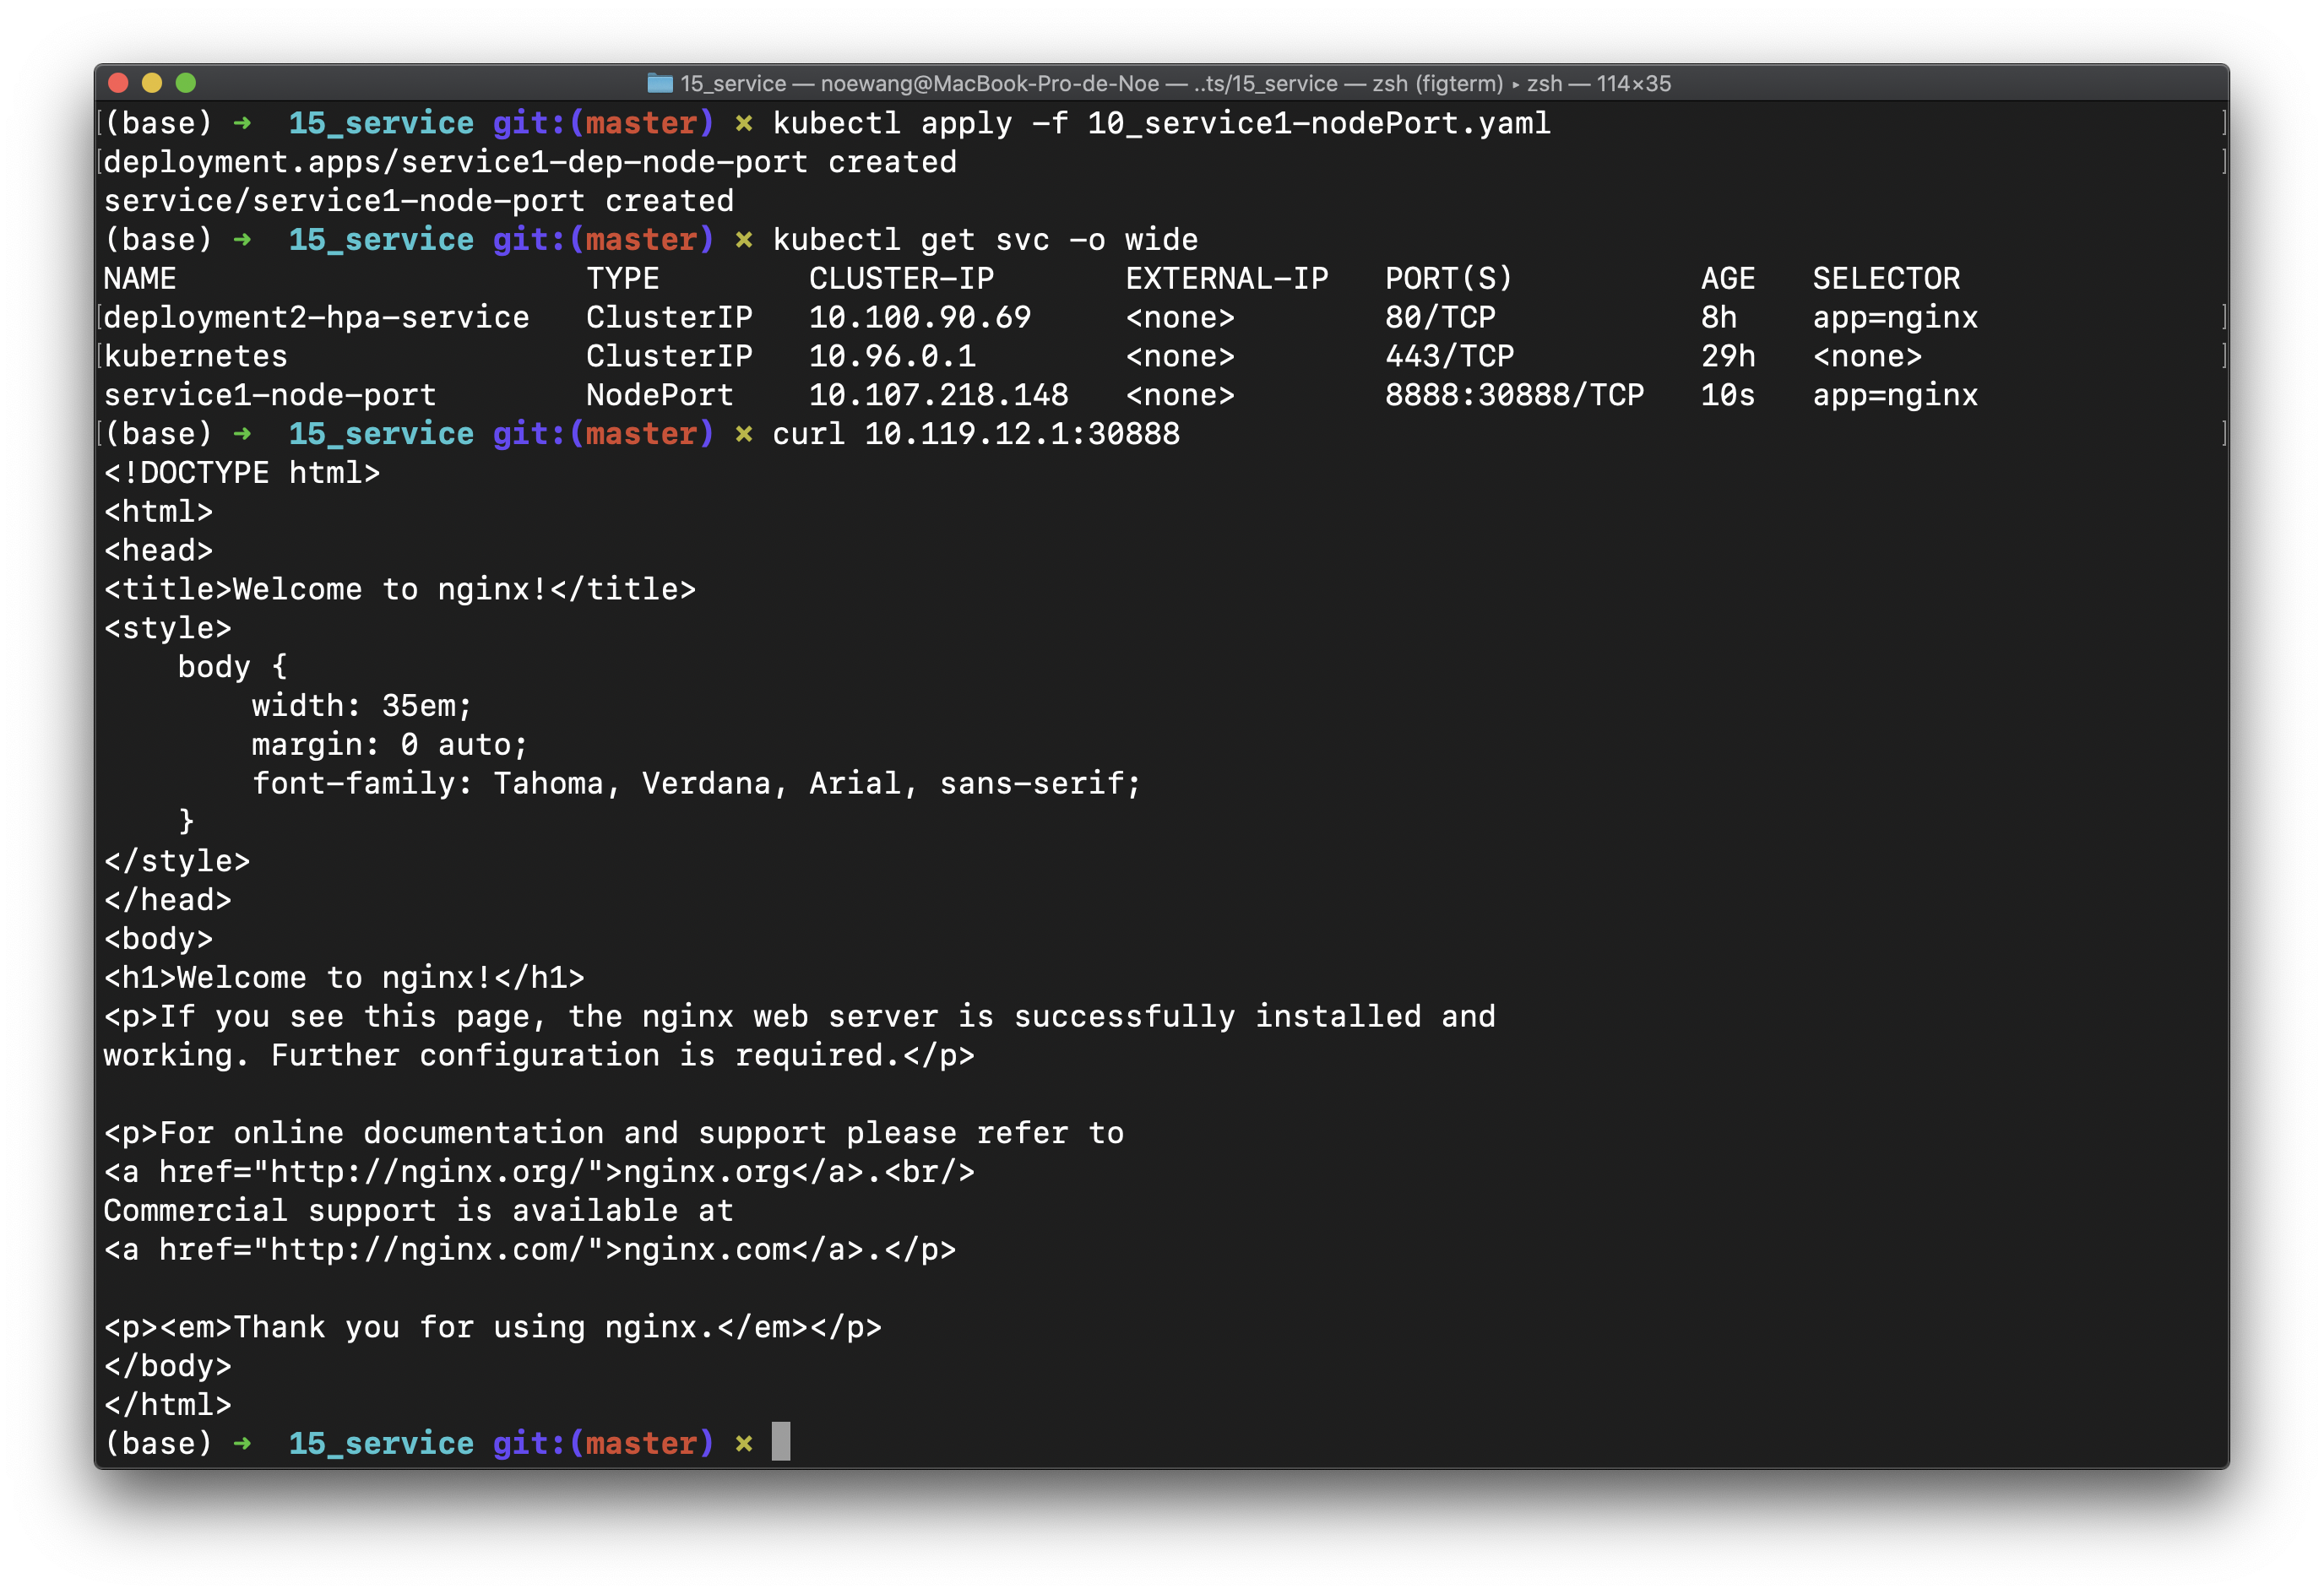 15_service — noewang@MacBook-Pro-de-Noe — ..ts/15_service — zsh (figterm) ▸ zsh — 114×35
[(base) ➜  15_service git:(master) ✗ kubectl apply -f 10_service1-nodePort.yaml ]
[deployment.apps/service1-dep-node-port created ]
service/service1-node-port created
(base) ➜  15_service git:(master) ✗ kubectl get svc -o wide
NAME                      TYPE        CLUSTER-IP       EXTERNAL-IP   PORT(S)          AGE   SELECTOR
[deployment2-hpa-service   ClusterIP   10.100.90.69     <none>        80/TCP           8h    app=nginx ]
[kubernetes                ClusterIP   10.96.0.1        <none>        443/TCP          29h   <none> ]
service1-node-port        NodePort    10.107.218.148   <none>        8888:30888/TCP   10s   app=nginx
[(base) ➜  15_service git:(master) ✗ curl 10.119.12.1:30888 ]
<!DOCTYPE html>
<html>
<head>
<title>Welcome to nginx!</title>
<style>
    body {
        width: 35em;
        margin: 0 auto;
        font-family: Tahoma, Verdana, Arial, sans-serif;
    }
</style>
</head>
<body>
<h1>Welcome to nginx!</h1>
<p>If you see this page, the nginx web server is successfully installed and
working. Further configuration is required.</p>

<p>For online documentation and support please refer to
<a href="http://nginx.org/">nginx.org</a>.<br/>
Commercial support is available at
<a href="http://nginx.com/">nginx.com</a>.</p>

<p><em>Thank you for using nginx.</em></p>
</body>
</html>
(base) ➜  15_service git:(master) ✗